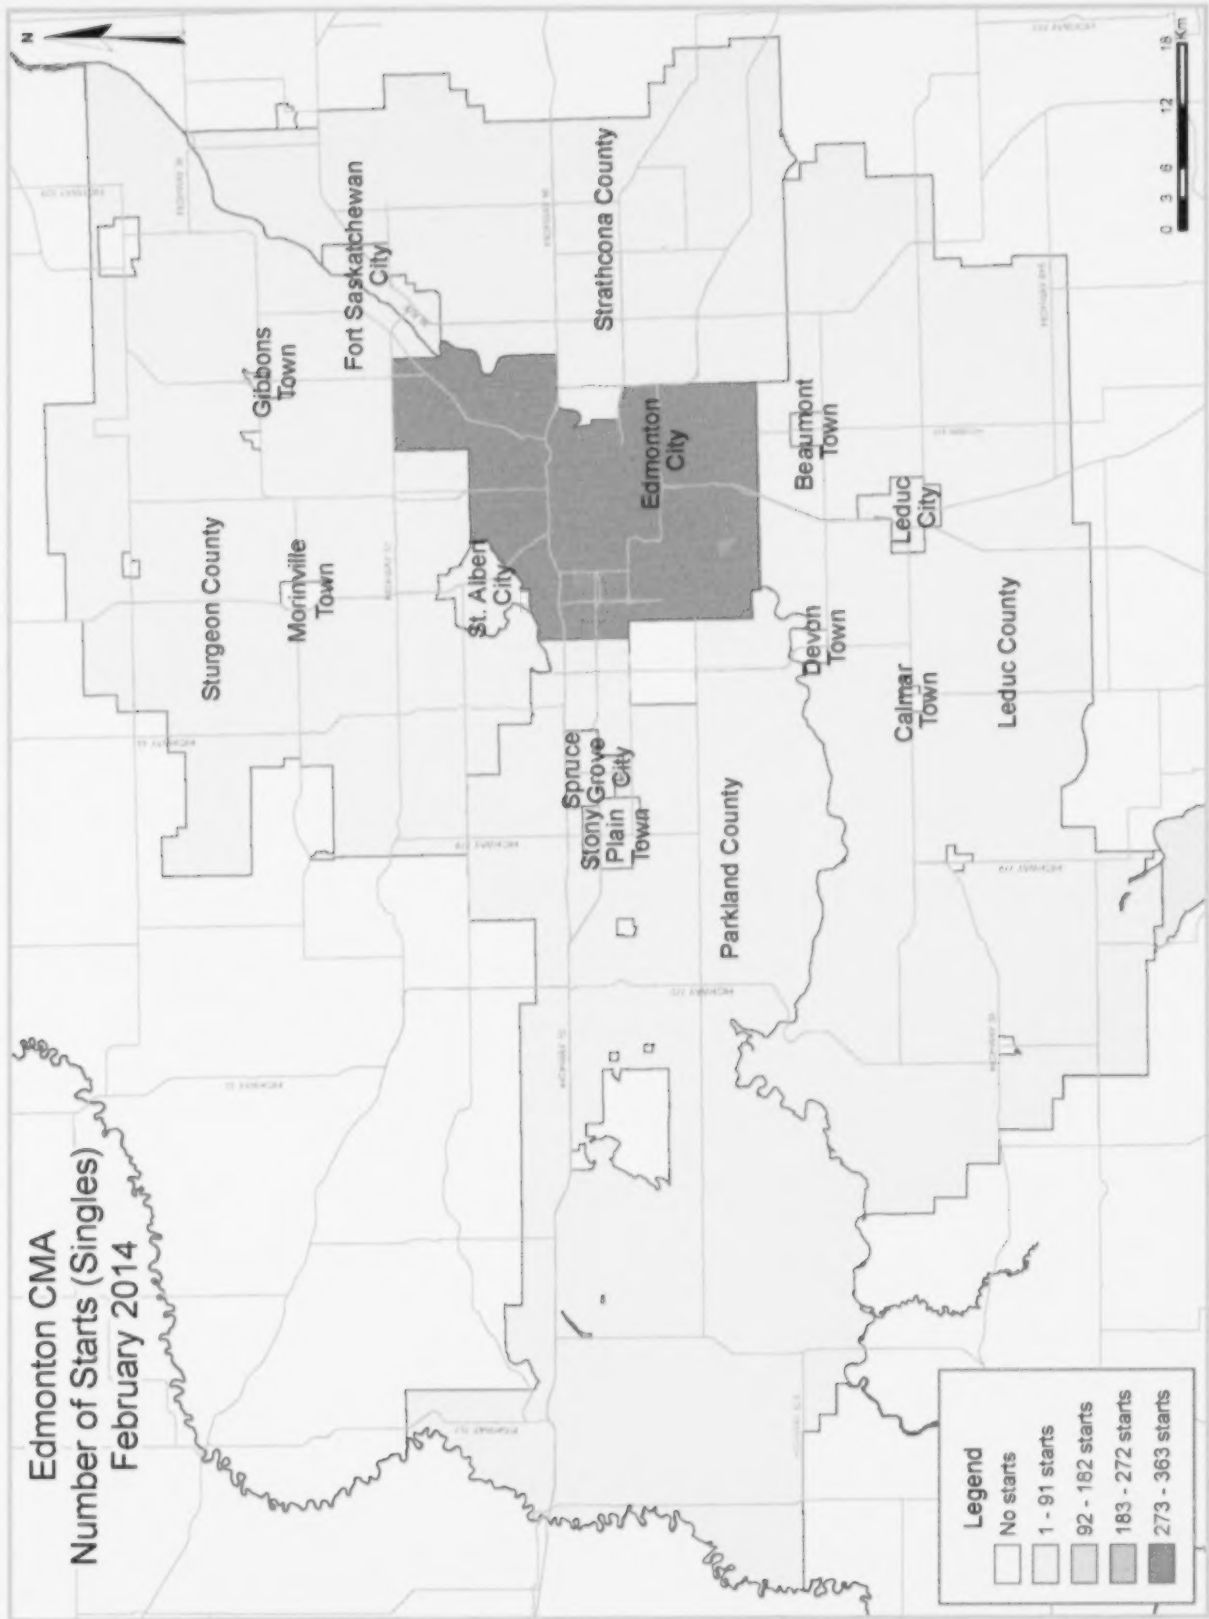 Edmonton CMA
Number of Starts (Singles)
February 2014
N
Sturgeon County
Gibbons
Town
Morinville
Town
Fort Saskatchewan
City
St. Albert
City
Strathcona County
Edmonton
City
Spruce
Grove
City
Stony
Plain
Town
Parkland County
Beaumont
Town
Devon
Town
Leduc
City
Calmar
Town
Leduc County
Legend
No starts
1 - 91 starts
92 - 182 starts
183 - 272 starts
273 - 363 starts
0 3 6 12 18
Km